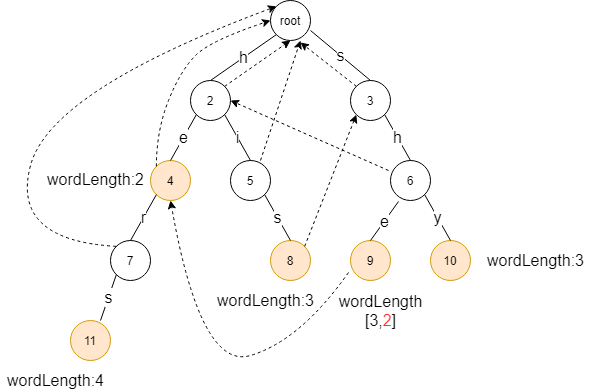 root
h
s
2
3
e
i
h
wordLength:2
4
5
6
r
s
e
y
7
8
9
10
wordLength:3
s
wordLength:3
wordLength
[3,2]
11
wordLength:4